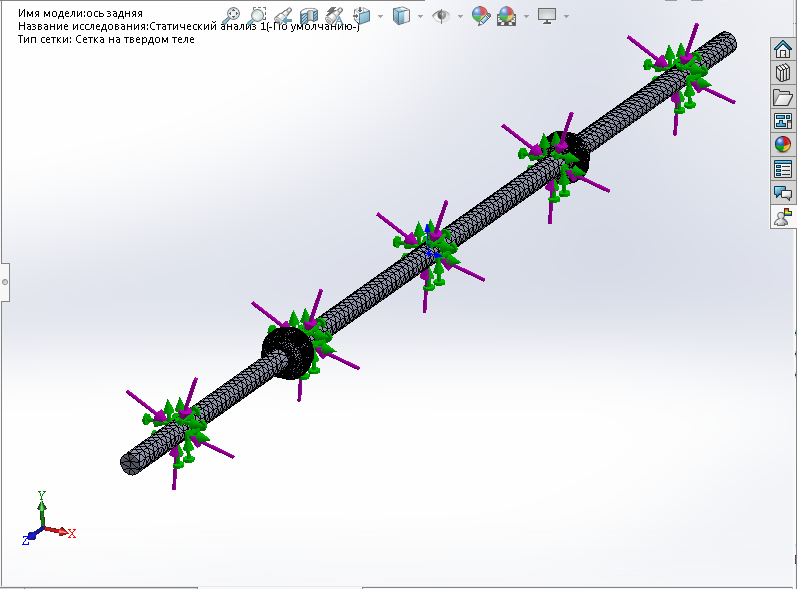 Имя модели:ось задняя
Название исследования:Статический анализ 1(-По умолчанию-)
Тип сетки: Сетка на твердом теле
Y
X
Z